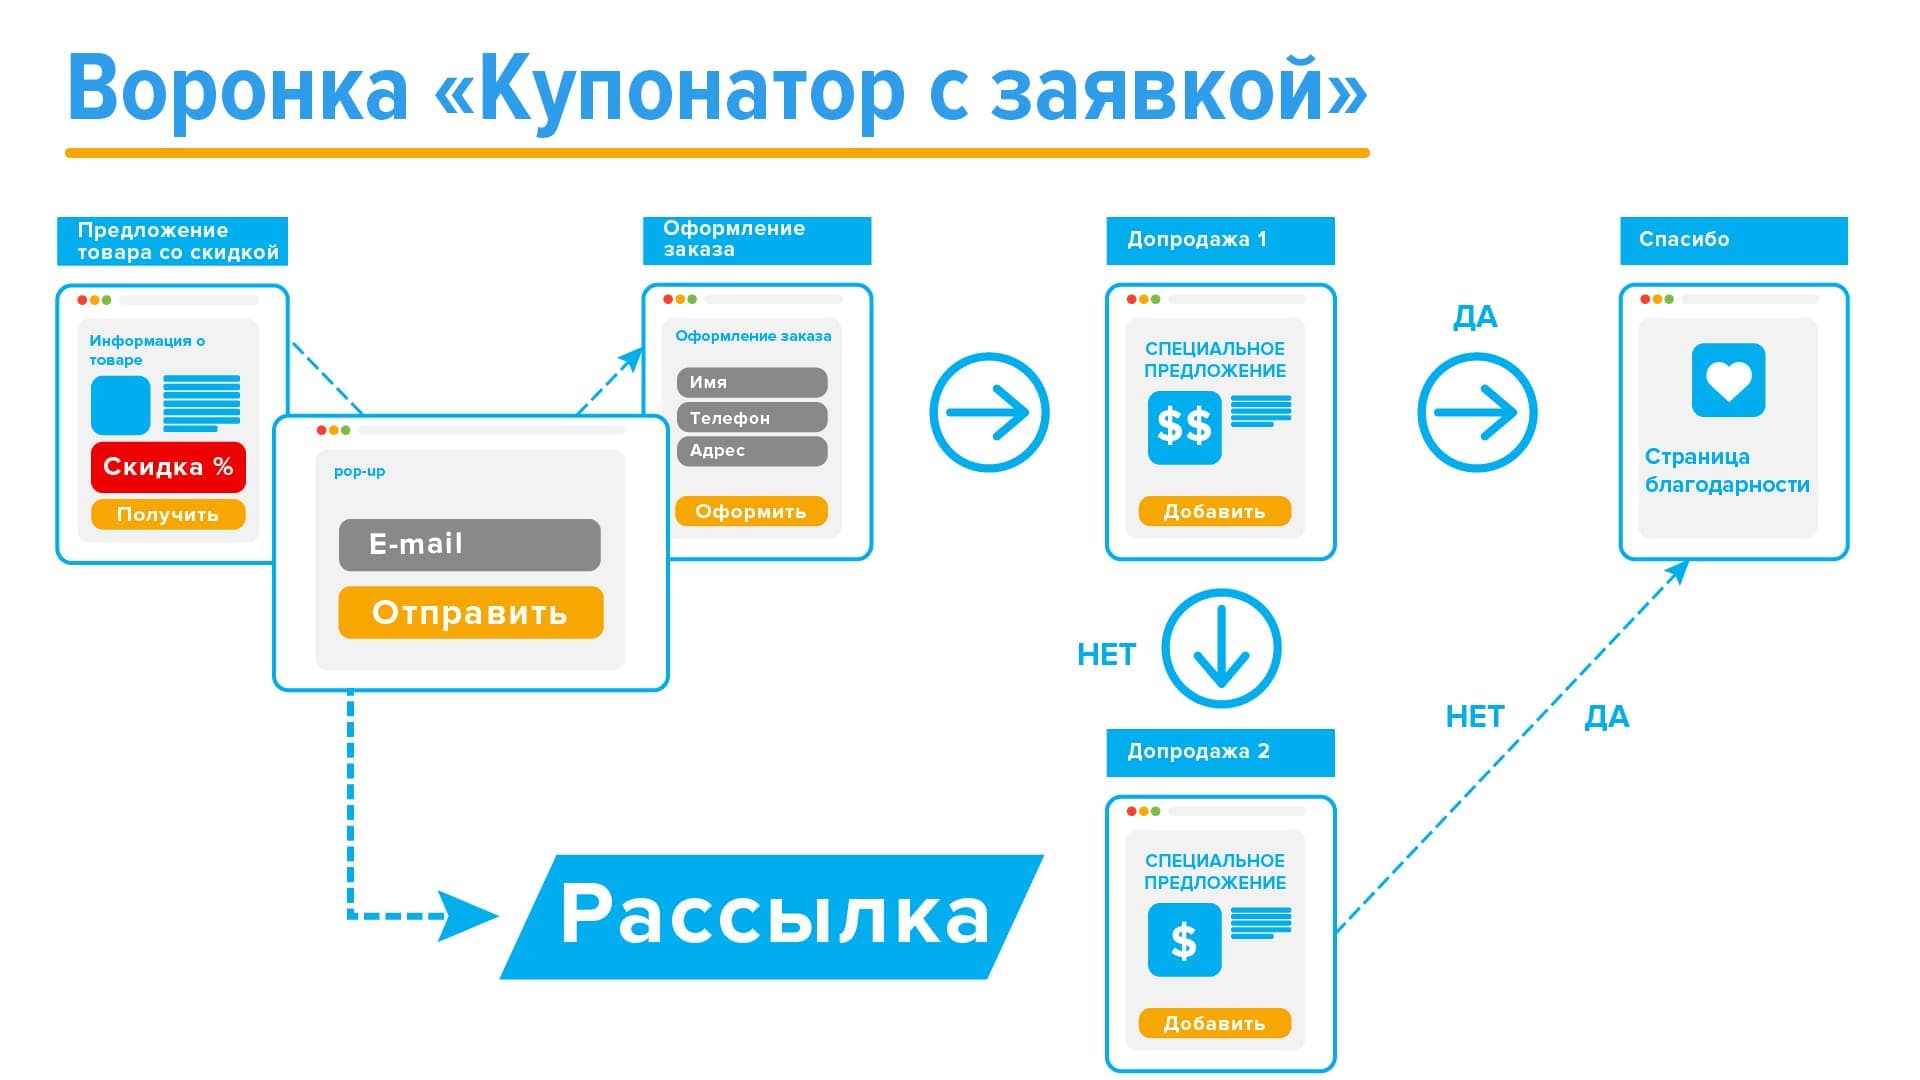 Воронка «Купонатор с заявкой»
Предложение
товара со скидкой
Информация о
товаре
Скидка %
Получить
pop-up
E-mail
Отправить
Оформление
заказа
Оформление заказа
Имя
Телефон
Адрес
Оформить
Допродажа 1
СПЕЦИАЛЬНОЕ
ПРЕДЛОЖЕНИЕ
$$
Добавить
ДА
Спасибо
Страница
благодарности
НЕТ
Допродажа 2
СПЕЦИАЛЬНОЕ
ПРЕДЛОЖЕНИЕ
$
Добавить
НЕТ
ДА
Рассылка